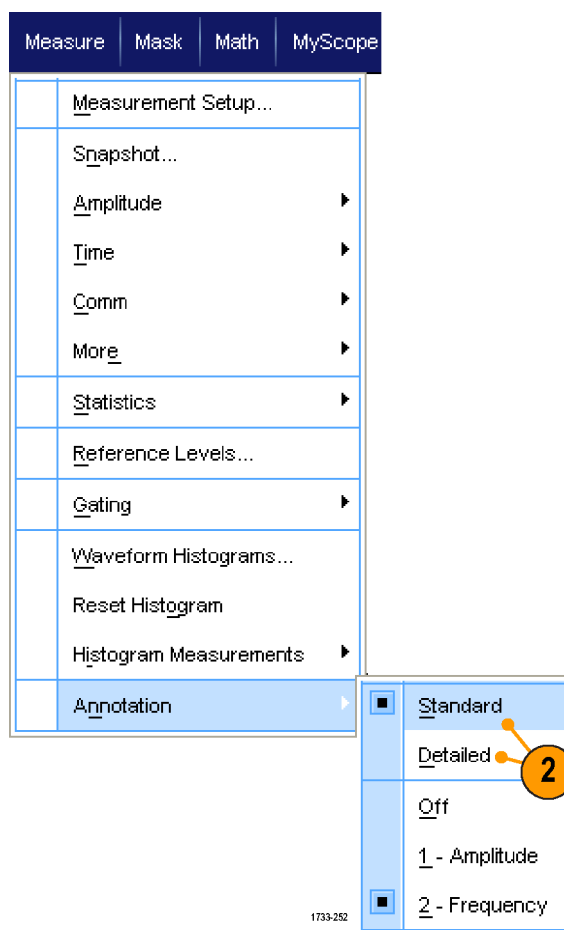 Measure Mask Math MyScope
Measurement Setup...
Snapshot...
Amplitude
Time
Comm
More
Statistics
Reference Levels...
Gating
Waveform Histograms...
Reset Histogram
Histogram Measurements
Annotation
Standard
Detailed
2
Off
1 - Amplitude
2 - Frequency
1733-252